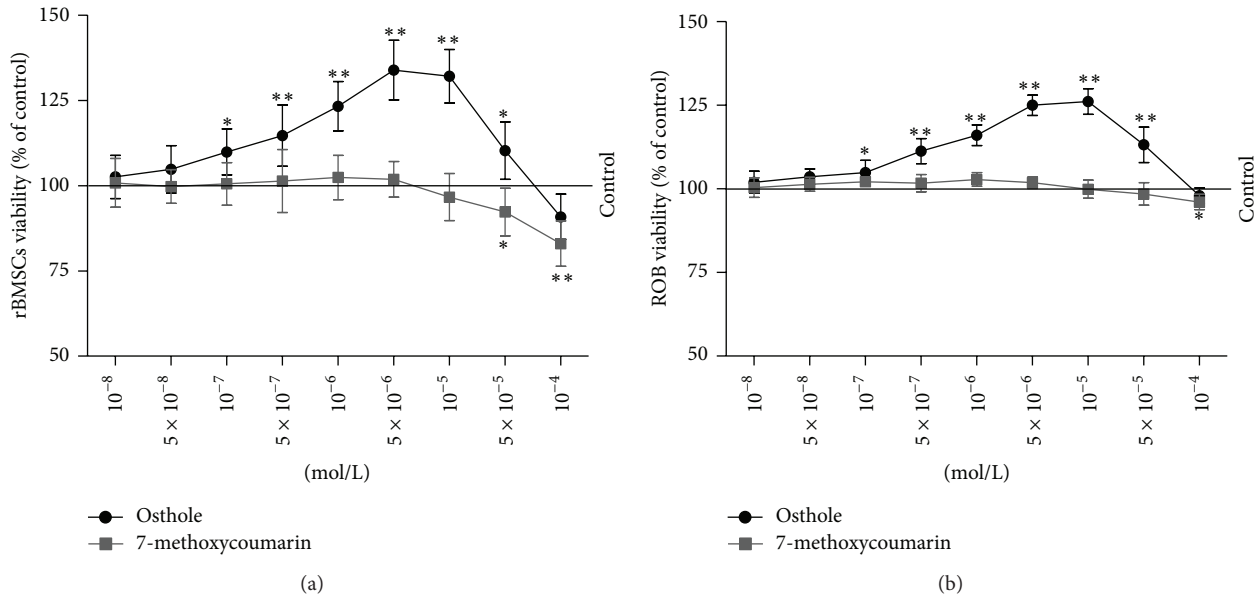 rBMSCs viability (% of control)
150
125
100
75
50
*
**
**
**
**
*
*
**
Control
10⁻⁸
5 × 10⁻⁸
10⁻⁷
5 × 10⁻⁷
10⁻⁶
5 × 10⁻⁶
10⁻⁵
5 × 10⁻⁵
10⁻⁴
(mol/L)
Osthole
7-methoxycoumarin
(a)
ROB viability (% of control)
150
125
100
75
50
*
**
**
**
**
**
*
Control
10⁻⁸
5 × 10⁻⁸
10⁻⁷
5 × 10⁻⁷
10⁻⁶
5 × 10⁻⁶
10⁻⁵
5 × 10⁻⁵
10⁻⁴
(mol/L)
Osthole
7-methoxycoumarin
(b)